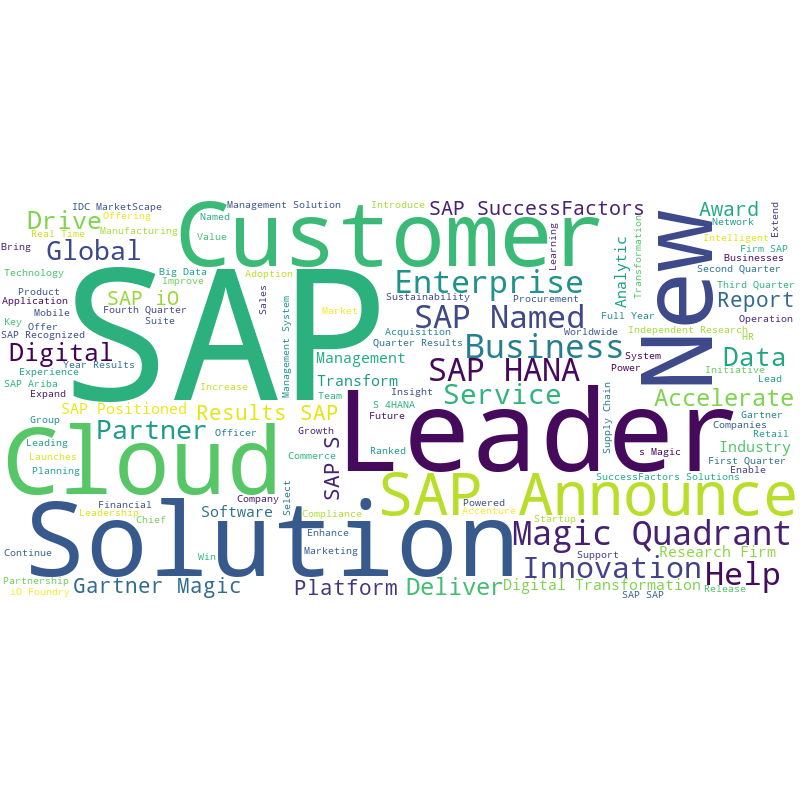 IDC MarketScape
Management Solution
Introduce
SAP SuccessFactors
Award
Drive
Offering
Named
Customer
New
Network
Extend
Real Time
Manufacturing
Value
Learning
Intelligent
Bring
Global
Analytic
Transformation
Firm SAP
Businesses
Technology
Big Data
Adoption
Enterprise
Second Quarter
Improve
SAP
Third Quarter
Product
SAP iO
Sales
Management System
Sustainability
Procurement
Report
Application
Fourth Quarter
Market
SAP Named
Full Year
Operation
Mobile
Suite
Key
Offer
Acquisition
Worldwide
Independent Research
SAP Recognized
Quarter Results
Business
HR
Digital
Management
System
Data
Year Results
Experience
SAP HANA
Power
Initiative
SAP Ariba
Transform
Insight
Lead
Expand
Increase
Team
Service
Accelerate
S 4HANA
SAP Positioned
Results SAP
Future
Leader
Supply Chain
Gartner
Group
Companies
Partner
Officer
Growth
Retail
Cloud
Leading
Commerce
SAP S
Ranked
s Magic
Industry
Launches
First Quarter
Planning
Enable
SuccessFactors Solutions
Select
SAP Announce
Company
Financial
Powered
Leadership
Software
Compliance
Accenture
Chief
Solution
Startup
Enhance
Magic Quadrant
Continue
Win
Marketing
Support
Research Firm
Innovation
Help
Partnership
Gartner Magic
Platform
Deliver
Digital Transformation
Release
iO Foundry
SAP SAP